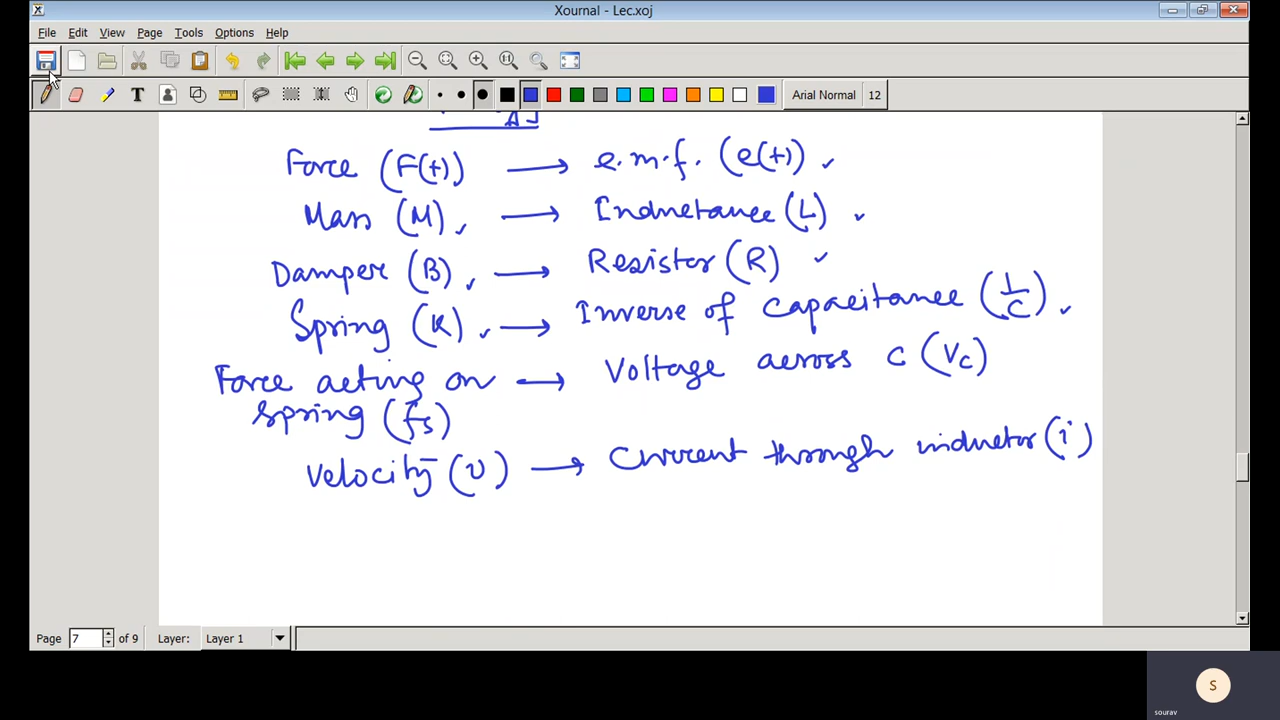 Xournal - Lec.xoj
File Edit View Page Tools Options Help
Arial Normal 12
Force (F(t)) → e.m.f. (e(t)) ✓
Mass (M) ✓ → Inductance (L) ✓
Damper (B) ✓ → Resistor (R) ✓
Spring (K) ✓ → Inverse of capacitance (1/C) ✓
Force acting on → Voltage across C (Vc)
spring (fs)
Velocity (v) → Current through inductor (i)
Page 7 of 9 Layer: Layer 1
S
sourav